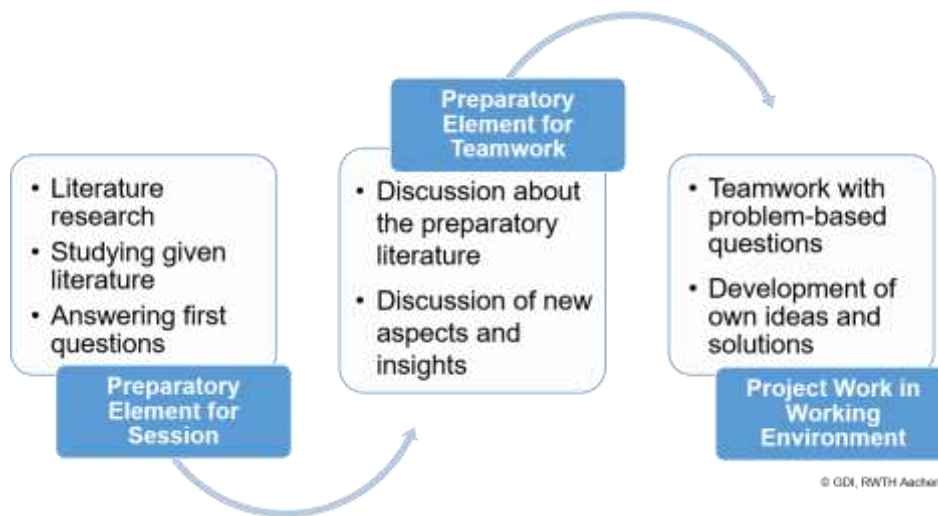 • Literature
research
• Studying given
literature
• Answering first
questions
Preparatory
Element for
Session
Preparatory
Element for
Teamwork
• Discussion about
the preparatory
literature
• Discussion of new
aspects and
insights
• Teamwork with
problem-based
questions
• Development of
own ideas and
solutions
Project Work in
Working
Environment
© GDI, RWTH Aachen